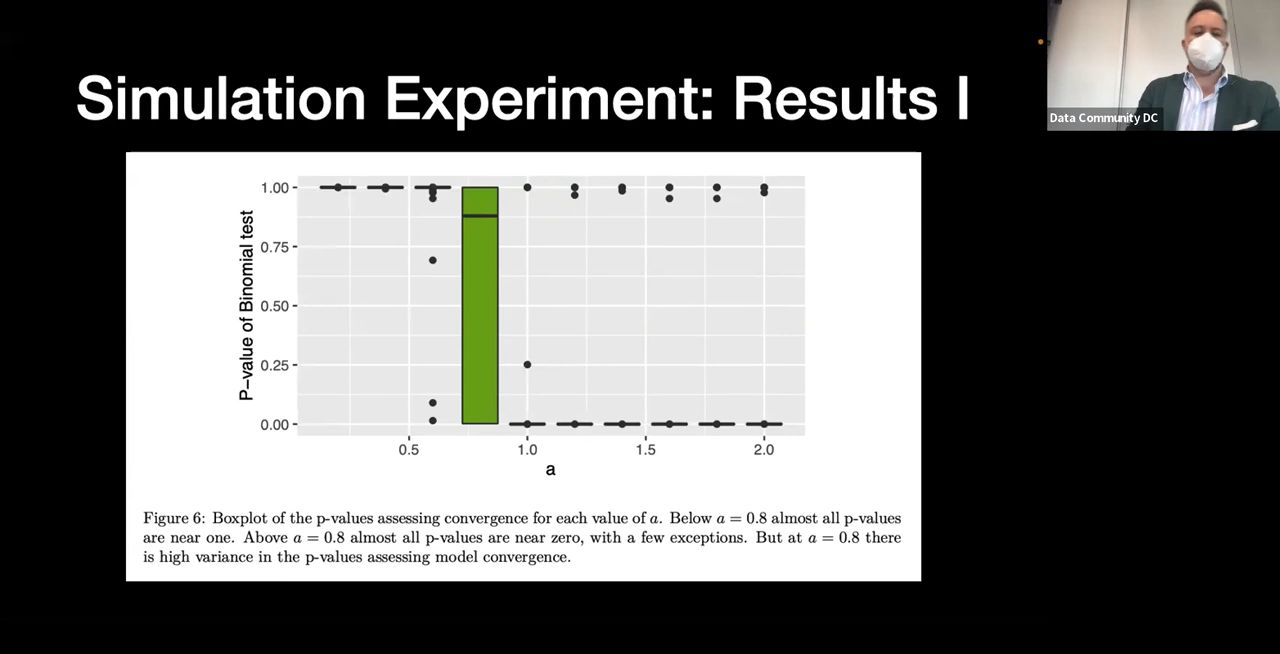 Simulation Experiment: Results I
Data Community DC
P-value of Binomial test
1.00
0.75
0.50
0.25
0.00
0.5 1.0 1.5 2.0
a
Figure 6: Boxplot of the p-values assessing convergence for each value of a. Below a = 0.8 almost all p-values
are near one. Above a = 0.8 almost all p-values are near zero, with a few exceptions. But at a = 0.8 there
is high variance in the p-values assessing model convergence.